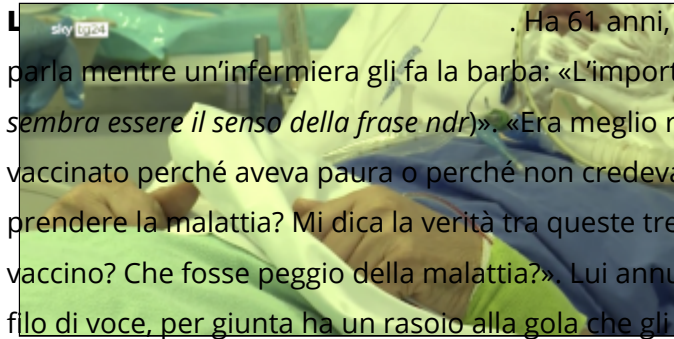 L
sky tg24
. Ha 61 anni,
parla mentre un'infermiera gli fa la barba: «L'import
sembra essere il senso della frase ndr)». «Era meglio
vaccinato perché aveva paura o perché non credeva
prendere la malattia? Mi dica la verità tra queste tre
vaccino? Che fosse peggio della malattia?». Lui annu
filo di voce, per giunta ha un rasoio alla gola che gli